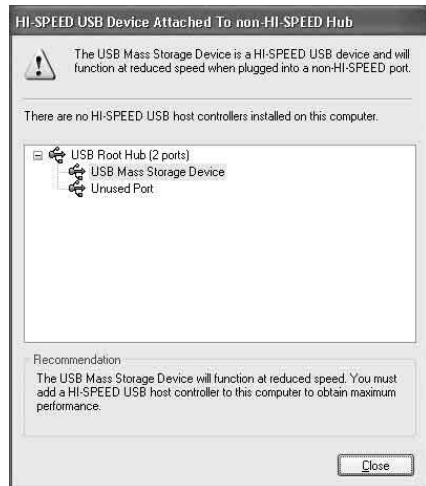 HI-SPEED USB Device Attached To non-HI-SPEED Hub
The USB Mass Storage Device is a HI-SPEED USB device and will
function at reduced speed when plugged into a non-HI-SPEED port.
There are no HI-SPEED USB host controllers installed on this computer.
USB Root Hub (2 ports)
USB Mass Storage Device
Unused Port
Recommendation
The USB Mass Storage Device will function at reduced speed. You must
add a HI-SPEED USB host controller to this computer to obtain maximum
performance.
Close